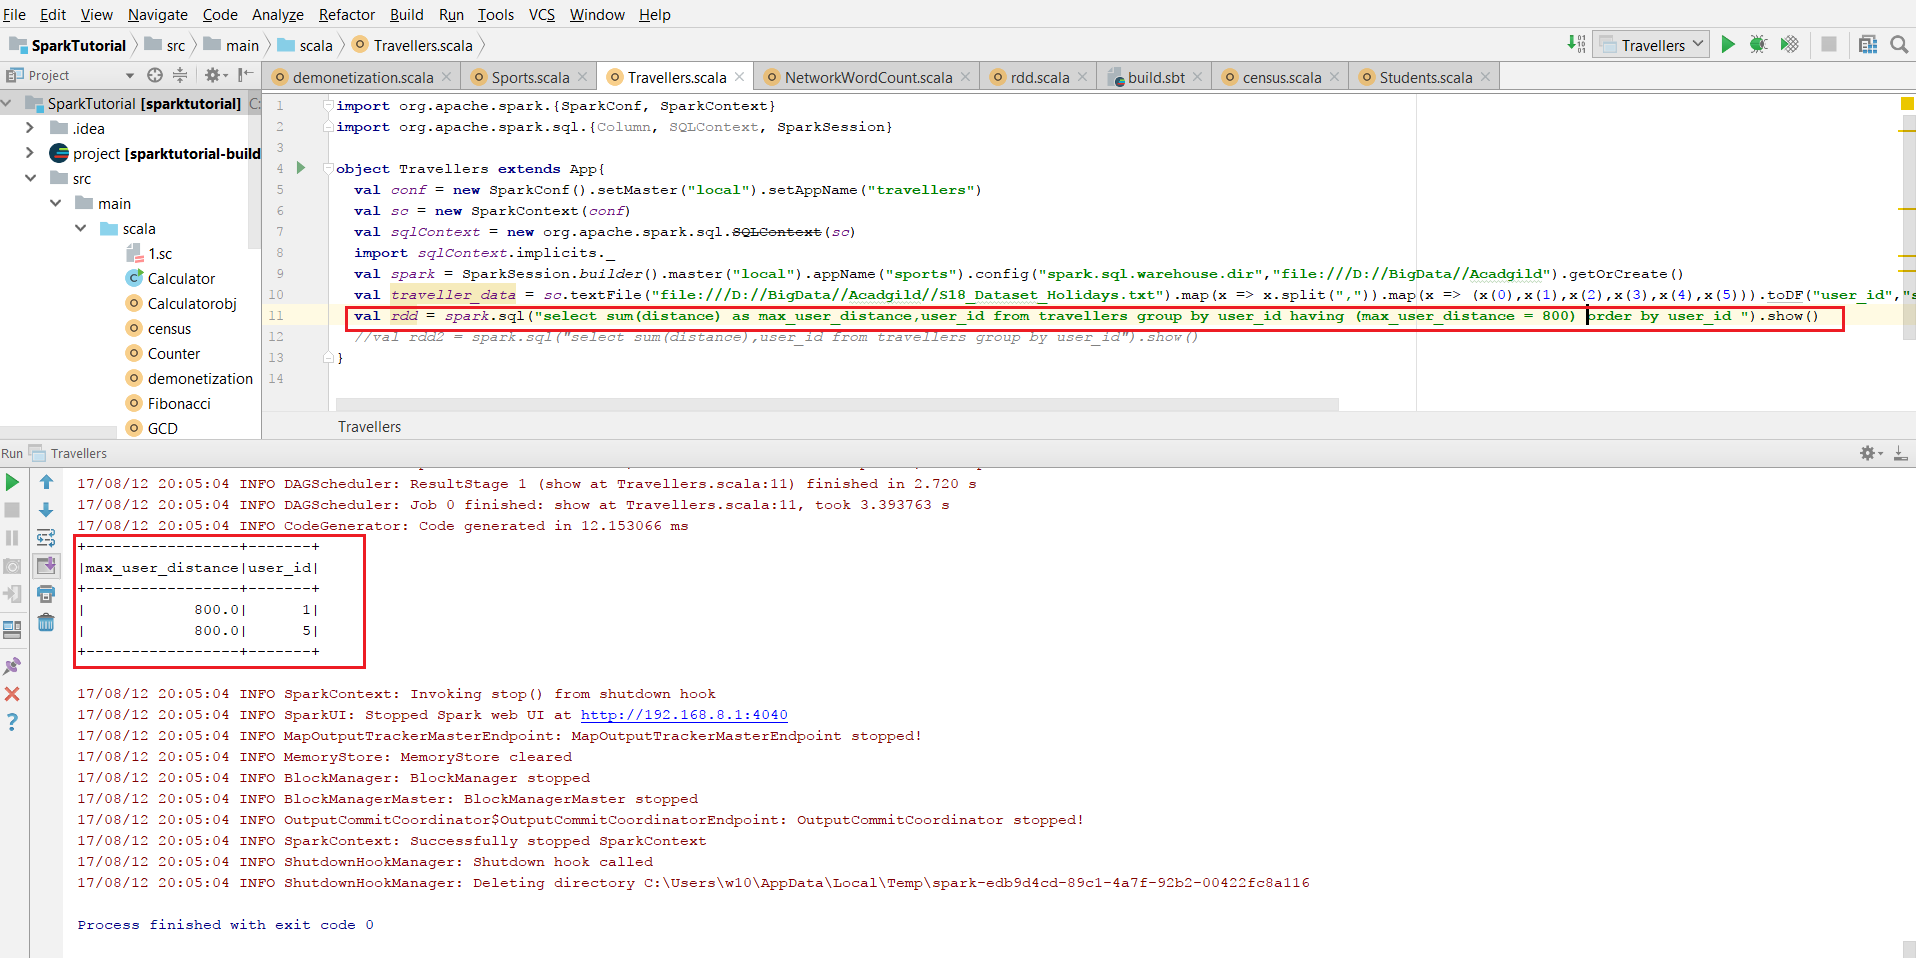 File Edit View Navigate Code Analyze Refactor Build Run Tools VCS Window Help
SparkTutorial src main scala Travellers.scala Travellers
Project demonetization.scala Sports.scala Travellers.scala NetworkWordCount.scala rdd.scala build.sbt census.scala Students.scala
SparkTutorial [sparktutorial] C:
.idea
project [sparktutorial-build
src
main
scala
1.sc
Calculator
Calculatorobj
census
Counter
demonetization
Fibonacci
GCD
1 import org.apache.spark.{SparkConf, SparkContext}
2 import org.apache.spark.sql.{Column, SQLContext, SparkSession}
3
4 object Travellers extends App{
5 val conf = new SparkConf().setMaster("local").setAppName("travellers")
6 val sc = new SparkContext(conf)
7 val sqlContext = new org.apache.spark.sql.SQLContext(sc)
8 import sqlContext.implicits._
9 val spark = SparkSession.builder().master("local").appName("sports").config("spark.sql.warehouse.dir","file:///D://BigData//Acadgild").getOrCreate()
10 val traveller_data = sc.textFile("file:///D://BigData//Acadgild//S18_Dataset_Holidays.txt").map(x => x.split(",")).map(x => (x(0),x(1),x(2),x(3),x(4),x(5))).toDF("user_id","s
11 val rdd = spark.sql("select sum(distance) as max_user_distance,user_id from travellers group by user_id having (max_user_distance = 800) order by user_id ").show()
12 //val rdd2 = spark.sql("select sum(distance),user_id from travellers group by user_id").show()
13 }
14
Travellers
Run Travellers
17/08/12 20:05:04 INFO DAGScheduler: ResultStage 1 (show at Travellers.scala:11) finished in 2.720 s
17/08/12 20:05:04 INFO DAGScheduler: Job 0 finished: show at Travellers.scala:11, took 3.393763 s
17/08/12 20:05:04 INFO CodeGenerator: Code generated in 12.153066 ms
+-----------------+-------+
|max_user_distance|user_id|
+-----------------+-------+
|            800.0|      1|
|            800.0|      5|
+-----------------+-------+
17/08/12 20:05:04 INFO SparkContext: Invoking stop() from shutdown hook
17/08/12 20:05:04 INFO SparkUI: Stopped Spark web UI at http://192.168.8.1:4040
17/08/12 20:05:04 INFO MapOutputTrackerMasterEndpoint: MapOutputTrackerMasterEndpoint stopped!
17/08/12 20:05:04 INFO MemoryStore: MemoryStore cleared
17/08/12 20:05:04 INFO BlockManager: BlockManager stopped
17/08/12 20:05:04 INFO BlockManagerMaster: BlockManagerMaster stopped
17/08/12 20:05:04 INFO OutputCommitCoordinator$OutputCommitCoordinatorEndpoint: OutputCommitCoordinator stopped!
17/08/12 20:05:04 INFO SparkContext: Successfully stopped SparkContext
17/08/12 20:05:04 INFO ShutdownHookManager: Shutdown hook called
17/08/12 20:05:04 INFO ShutdownHookManager: Deleting directory C:\Users\w10\AppData\Local\Temp\spark-edb9d4cd-89c1-4a7f-92b2-00422fc8a116
Process finished with exit code 0